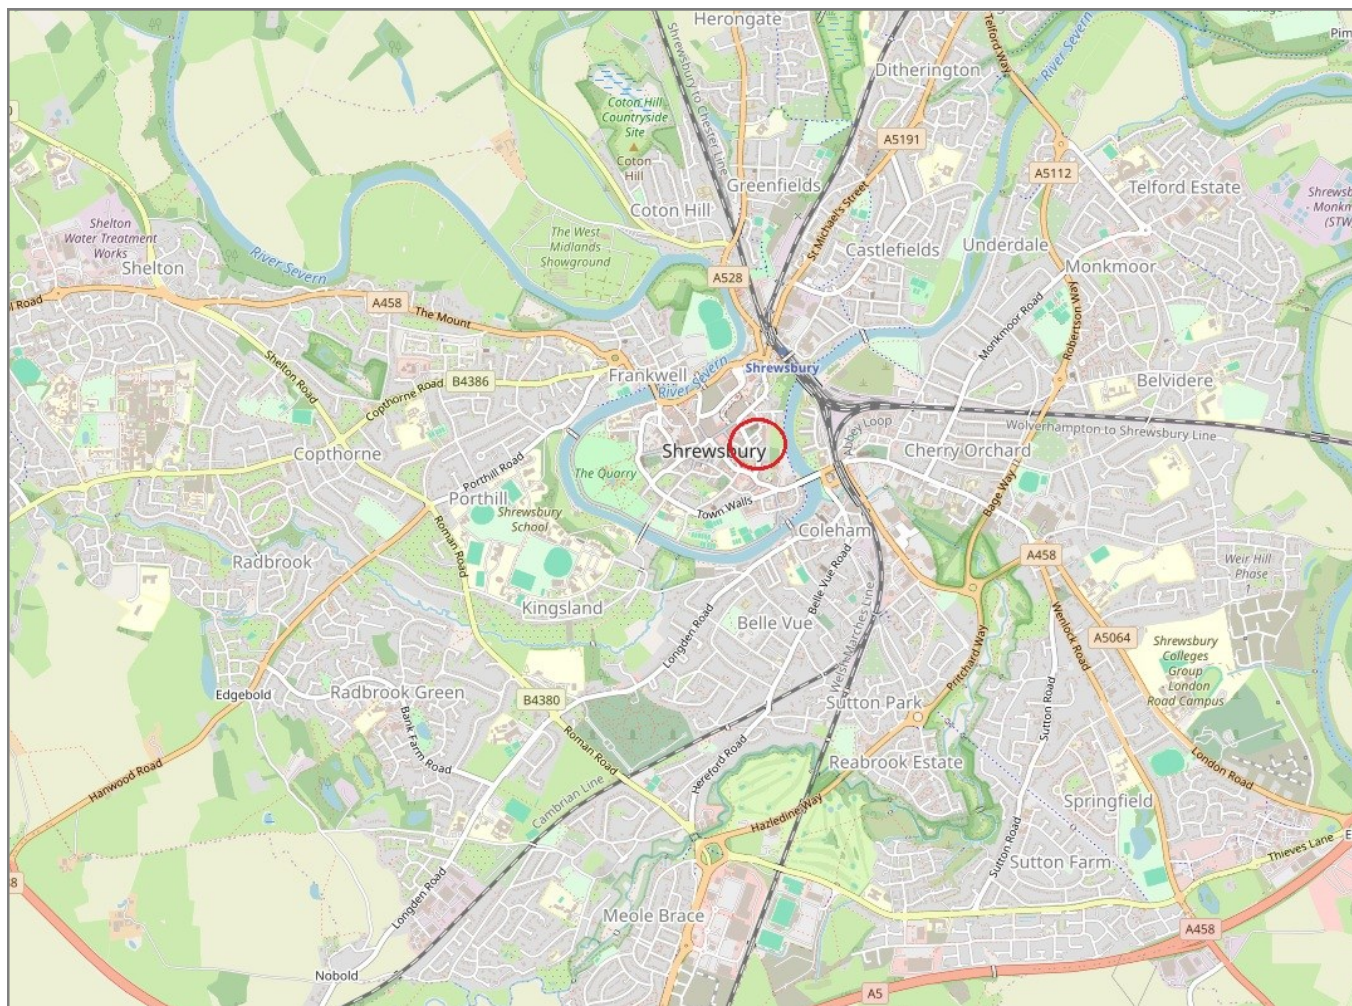 Herongate
Telford Way
River Severn
Shrewsbury to Chester Line
Ditherington
Coton Hill
Countryside
Site
A5191
Coton
Hill
Greenfields
A5112
Telford Estate
Shelton
Water Treatment
Works
Coton Hill
The West
Midlands
Showground
St Michael's Street
Castlefields
Underdale
Monkmoor
River Severn
Shelton
A528
A458
The Mount
Monkmoor Road
Robertson Way
Shelton Road
Copthorne Road
B4386
Frankwell
River Severn
Shrewsbury
Belvidere
Copthorne
Porthill Road
Shrewsbury
The Quarry
Abbey Loop
Cherry Orchard
Wolverhampton to Shrewsbury Line
Bage Way
Porthill
Shrewsbury
School
Town Walls
Coleham
Radbrook
Roman Road
A458
Weir Hill
Phase
1
Kingsland
Belle Vue
Belle Vue Road
Longden Road
Welsh Marches Line
Pritchard Way
Wenlock Road
A5064
Shrewsbury
Colleges
Group
London
Road Campus
Edgebold
Radbrook Green
B4380
Sutton Park
Sutton Road
Bank Farm Road
Roman Road
Hereford Road
Reabrook Estate
London Road
Hanwood Road
Cambrian Line
Hazledine Way
Springfield
Sutton Road
Sutton Farm
Thieves Lane
Longden Road
Meole Brace
A458
Nobold
A5